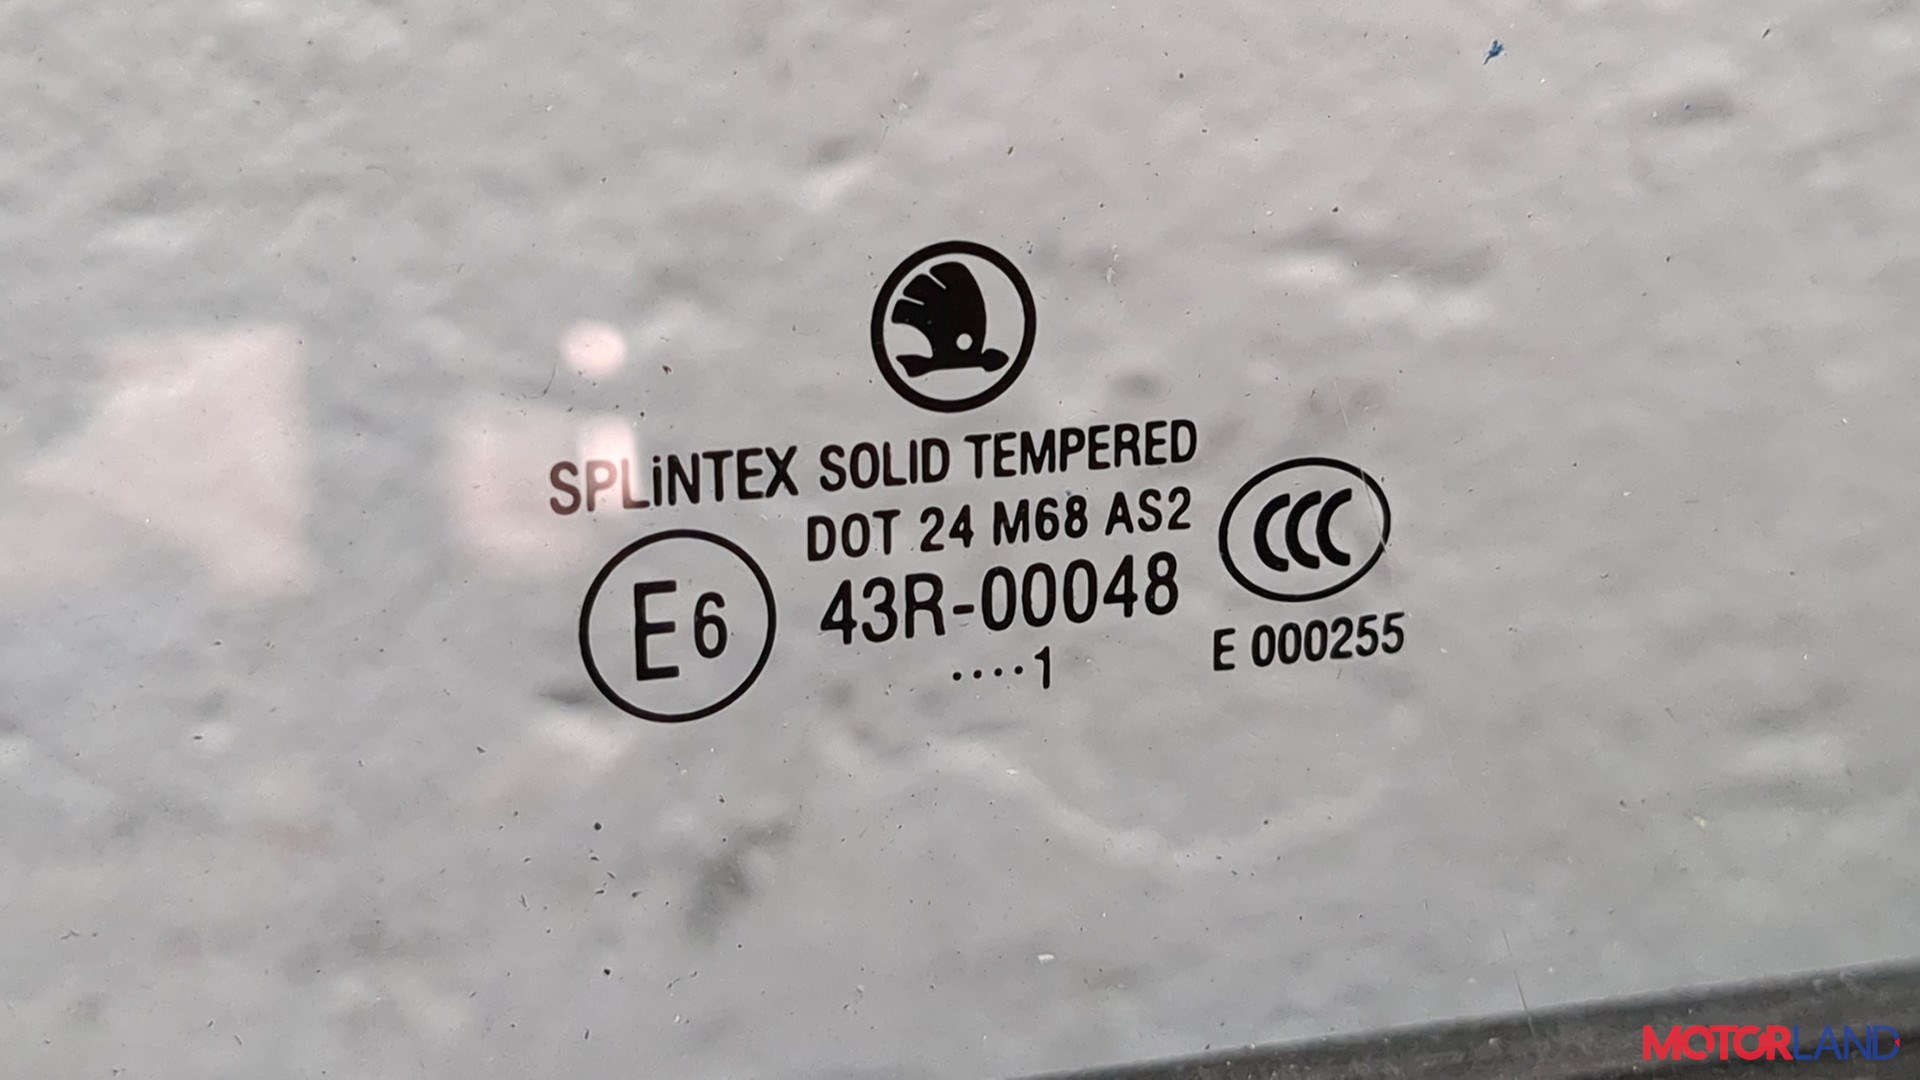 SPLiNTEX SOLID TEMPERED
DOT 24 M68 AS2
CCC
E6
43R-00048
....1
E 000255
MOTORLAND